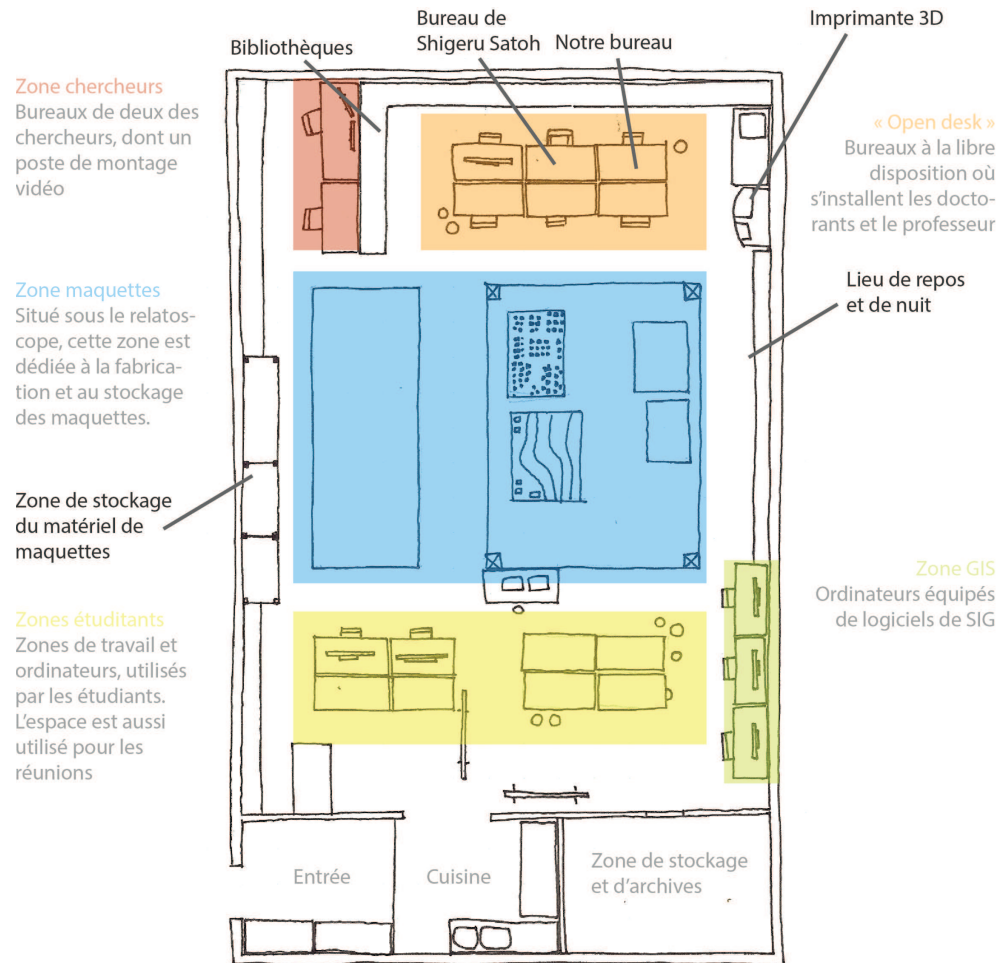 Bibliothèques
Bureau de
Shigeru Satoh
Notre bureau
Imprimante 3D
Zone chercheurs
Bureaux de deux des
chercheurs, dont un
poste de montage
vidéo
« Open desk »
Bureaux à la libre
disposition où
s'installent les docto-
rants et le professeur
Zone maquettes
Situé sous le relatos-
cope, cette zone est
dédiée à la fabrica-
tion et au stockage
des maquettes.
Lieu de repos
et de nuit
Zone de stockage
du matériel de
maquettes
Zone GIS
Ordinateurs équipés
de logiciels de SIG
Zones étuditants
Zones de travail et
ordinateurs, utilisés
par les étudiants.
L'espace est aussi
utilisé pour les
réunions
Entrée
Cuisine
Zone de stockage
et d'archives